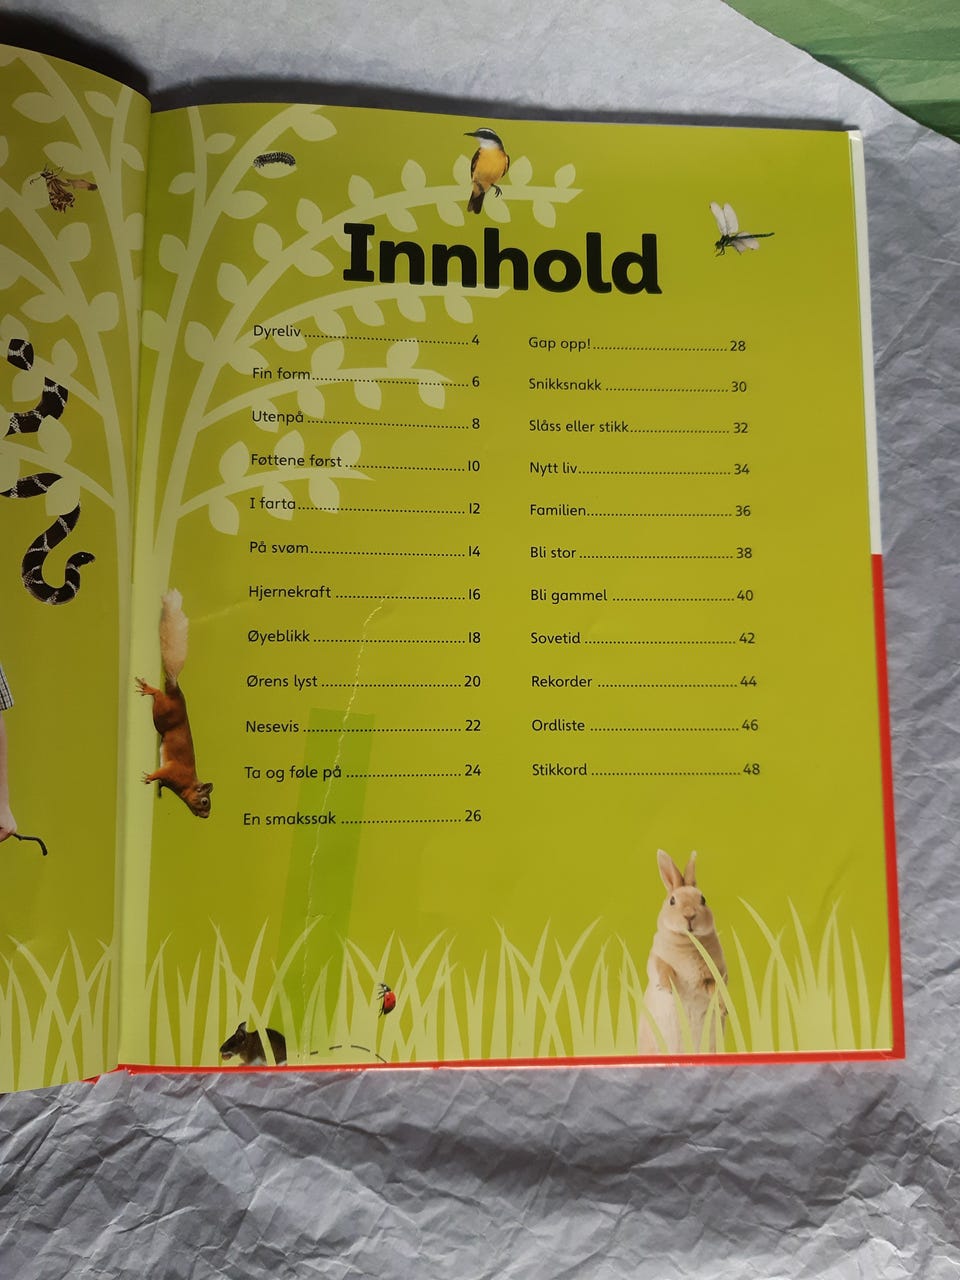 Innhold
Dyreliv ........ 4
Fin form ........ 6
Utenpå ........ 8
Føttene først ........ 10
I farta ........ 12
På svøm ........ 14
Hjernekraft ........ 16
Øyeblikk ........ 18
Ørens lyst ........ 20
Nesevis ........ 22
Ta og føle på ........ 24
En smakssak ........ 26
Gap opp! ........ 28
Snikksnakk ........ 30
Slåss eller stikk ........ 32
Nytt liv ........ 34
Familien ........ 36
Bli stor ........ 38
Bli gammel ........ 40
Sovetid ........ 42
Rekorder ........ 44
Ordliste ........ 46
Stikkord ........ 48